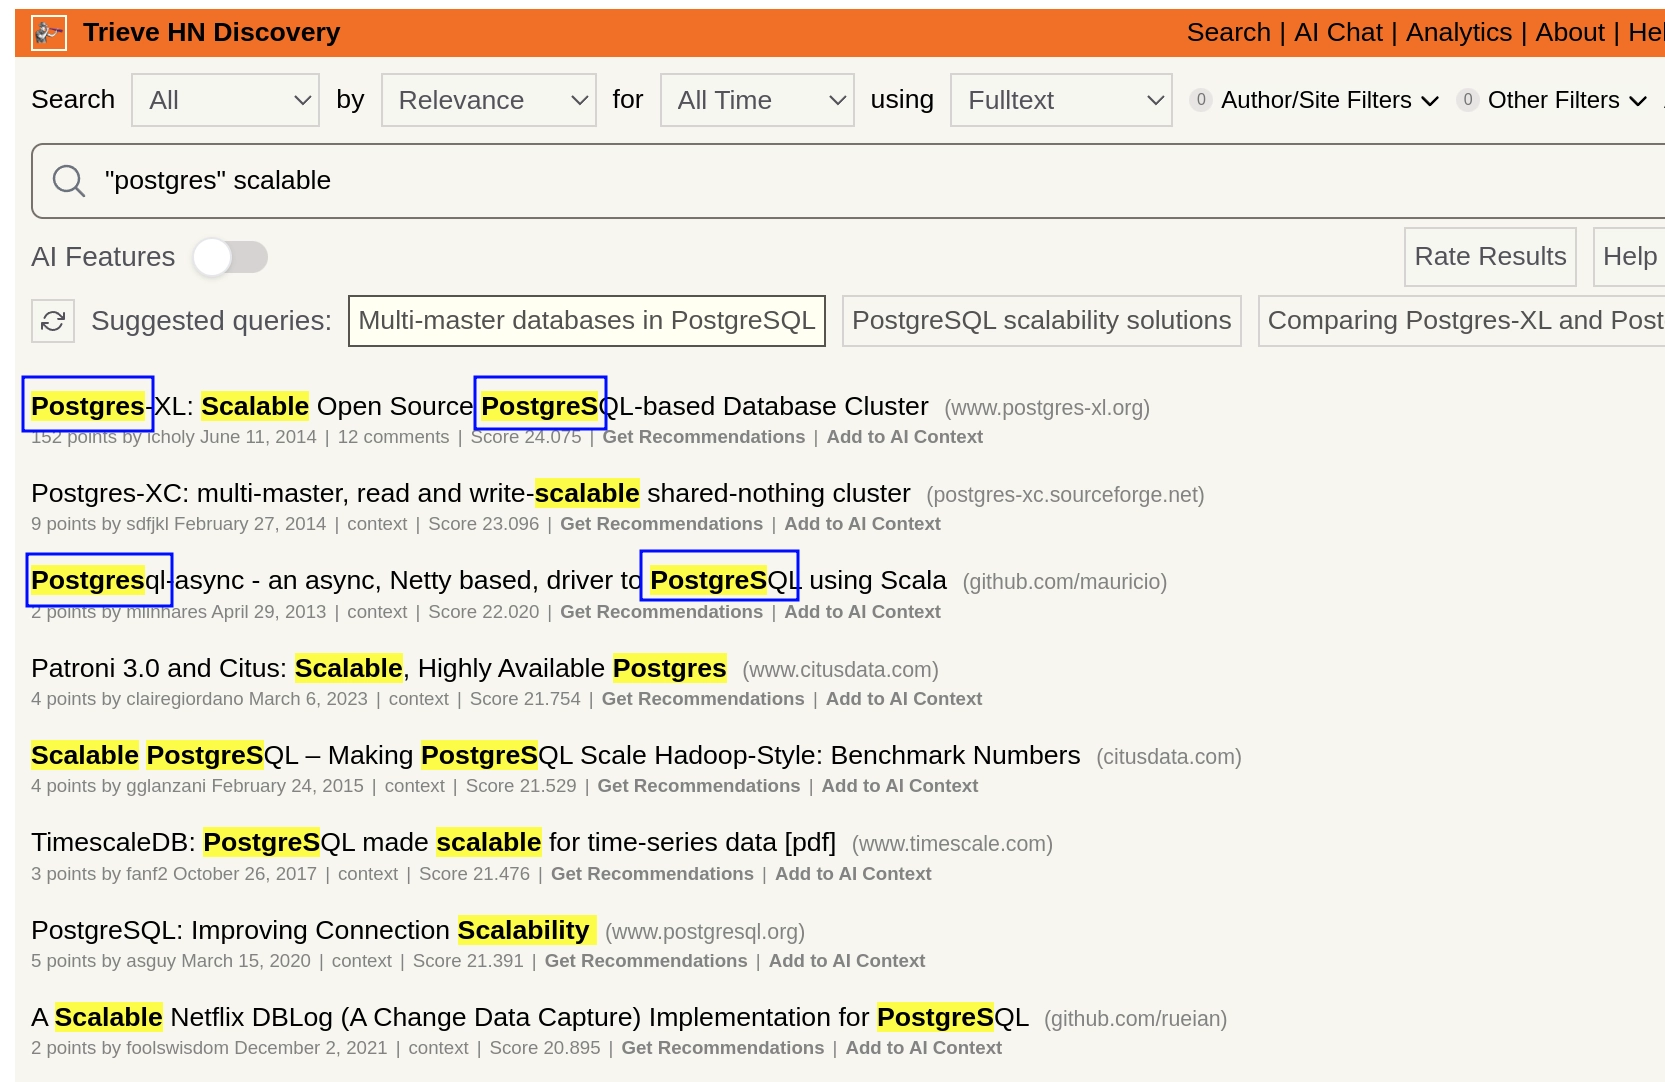 Trieve HN Discovery Search | AI Chat | Analytics | About |
Search All by Relevance for All Time using Fulltext 0 Author/Site Filters 0 Other Filters
"postgres" scalable
AI Features Rate Results Help
Suggested queries: Multi-master databases in PostgreSQL PostgreSQL scalability solutions Comparing Postgres-XL and
Postgres-XL: Scalable Open Source PostgreSQL-based Database Cluster (www.postgres-xl.org)
152 points by lcholy June 11, 2014 | 12 comments | Score 24.075 | Get Recommendations | Add to AI Context
Postgres-XC: multi-master, read and write-scalable shared-nothing cluster (postgres-xc.sourceforge.net)
9 points by sdfjkl February 27, 2014 | context | Score 23.096 | Get Recommendations | Add to AI Context
Postgresql-async - an async, Netty based, driver to PostgreSQL using Scala (github.com/mauricio)
2 points by mlinhares April 29, 2013 | context | Score 22.020 | Get Recommendations | Add to AI Context
Patroni 3.0 and Citus: Scalable, Highly Available Postgres (www.citusdata.com)
4 points by clairegiordano March 6, 2023 | context | Score 21.754 | Get Recommendations | Add to AI Context
Scalable PostgreSQL – Making PostgreSQL Scale Hadoop-Style: Benchmark Numbers (citusdata.com)
4 points by gglanzani February 24, 2015 | context | Score 21.529 | Get Recommendations | Add to AI Context
TimescaleDB: PostgreSQL made scalable for time-series data [pdf] (www.timescale.com)
3 points by fanf2 October 26, 2017 | context | Score 21.476 | Get Recommendations | Add to AI Context
PostgreSQL: Improving Connection Scalability (www.postgresql.org)
5 points by asguy March 15, 2020 | context | Score 21.391 | Get Recommendations | Add to AI Context
A Scalable Netflix DBLog (A Change Data Capture) Implementation for PostgreSQL (github.com/rueian)
2 points by foolswisdom December 2, 2021 | context | Score 20.895 | Get Recommendations | Add to AI Context